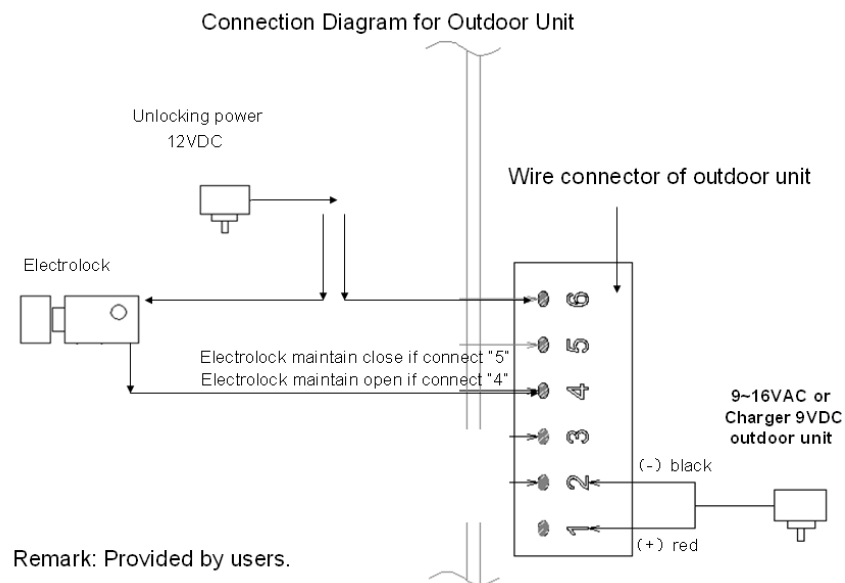 Connection Diagram for Outdoor Unit
Unlocking power
12VDC
Wire connector of outdoor unit
Electrolock
6
5
Electrolock maintain close if connect "5"
Electrolock maintain open if connect "4"
4
9~16VAC or
Charger 9VDC
outdoor unit
3
(-) black
2
1
(+) red
Remark: Provided by users.